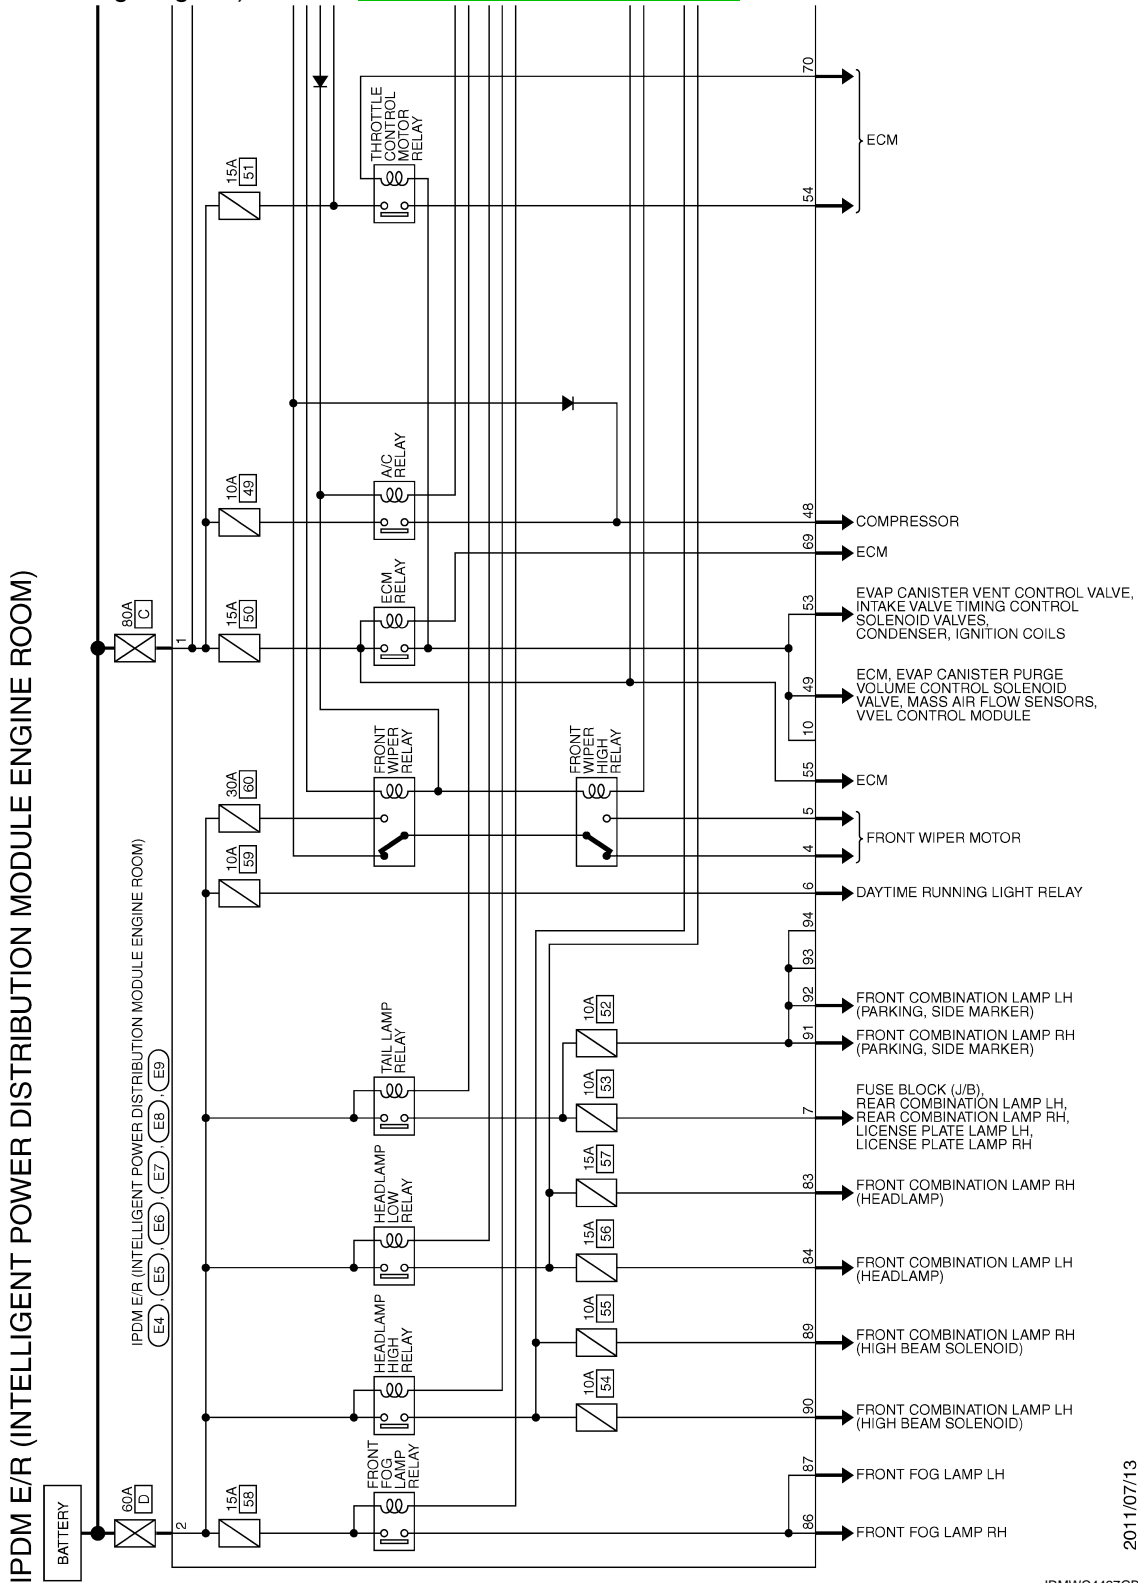 IPDM E/R (INTELLIGENT POWER DISTRIBUTION MODULE ENGINE ROOM)
70
THROTTLE
CONTROL
MOTOR
RELAY
ECM
15A
51
54
A/C
RELAY
10A
49
48
COMPRESSOR
69
ECM
ECM
RELAY
80A
C
1
15A
50
53
EVAP CANISTER VENT CONTROL VALVE,
INTAKE VALVE TIMING CONTROL
SOLENOID VALVES,
CONDENSER, IGNITION COILS
49
ECM, EVAP CANISTER PURGE
VOLUME CONTROL SOLENOID
VALVE, MASS AIR FLOW SENSORS,
VVEL CONTROL MODULE
10
FRONT
WIPER
RELAY
FRONT
WIPER
HIGH
RELAY
55
ECM
30A
60
5
FRONT WIPER MOTOR
4
10A
59
6
DAYTIME RUNNING LIGHT RELAY
IPDM E/R (INTELLIGENT POWER DISTRIBUTION MODULE ENGINE ROOM)
E4, E5, E6, E7, E8, E9
94
93
92
FRONT COMBINATION LAMP LH
(PARKING, SIDE MARKER)
10A
52
91
FRONT COMBINATION LAMP RH
(PARKING, SIDE MARKER)
TAIL LAMP
RELAY
10A
53
7
FUSE BLOCK (J/B),
REAR COMBINATION LAMP LH,
REAR COMBINATION LAMP RH,
LICENSE PLATE LAMP LH,
LICENSE PLATE LAMP RH
15A
57
83
FRONT COMBINATION LAMP RH
(HEADLAMP)
HEADLAMP
LOW
RELAY
15A
56
84
FRONT COMBINATION LAMP LH
(HEADLAMP)
10A
55
89
FRONT COMBINATION LAMP RH
(HIGH BEAM SOLENOID)
HEADLAMP
HIGH
RELAY
10A
54
90
FRONT COMBINATION LAMP LH
(HIGH BEAM SOLENOID)
FRONT
FOG
LAMP
RELAY
87
FRONT FOG LAMP LH
BATTERY
60A
D
2
15A
58
86
FRONT FOG LAMP RH
2011/07/13